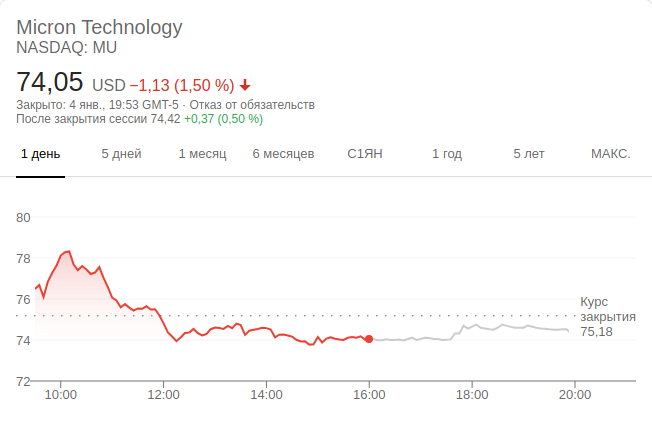 Micron Technology
NASDAQ: MU
74,05 USD −1,13 (1,50 %)
Закрыто: 4 янв., 19:53 GMT-5 · Отказ от обязательств
После закрытия сессии 74,42 +0,37 (0,50 %)
1 день 5 дней 1 месяц 6 месяцев С1ЯН 1 год 5 лет МАКС.
80
78
Курс
закрытия
75,18
76
74
72
10:00 12:00 14:00 16:00 18:00 20:00